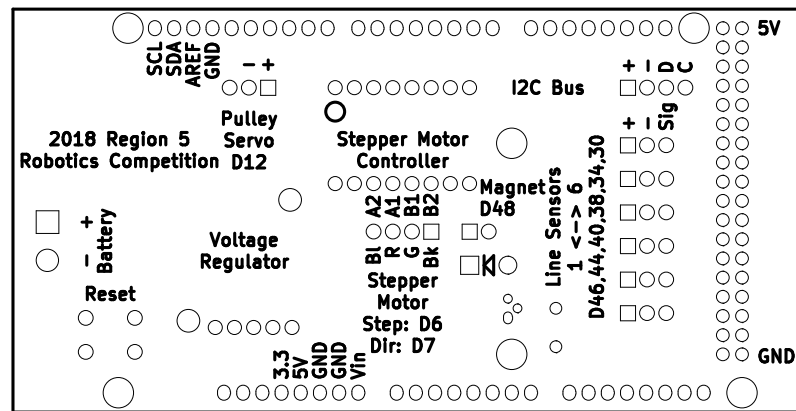 5V
SCL
SDA
AREF
GND
- +
I2C Bus
+
-
D
C
Pulley
Servo
D12
+
-
Sig
2018 Region 5
Robotics Competition
Stepper Motor
Controller
Magnet
D48
A2
A1
B1
B2
Bl
R
G
Bk
Line Sensors
1 <--> 6
D46,44,40,38,34,30
+
-
Battery
Voltage
Regulator
Reset
Stepper
Motor
Step: D6
Dir: D7
3.3
5V
GND
GND
Vin
GND